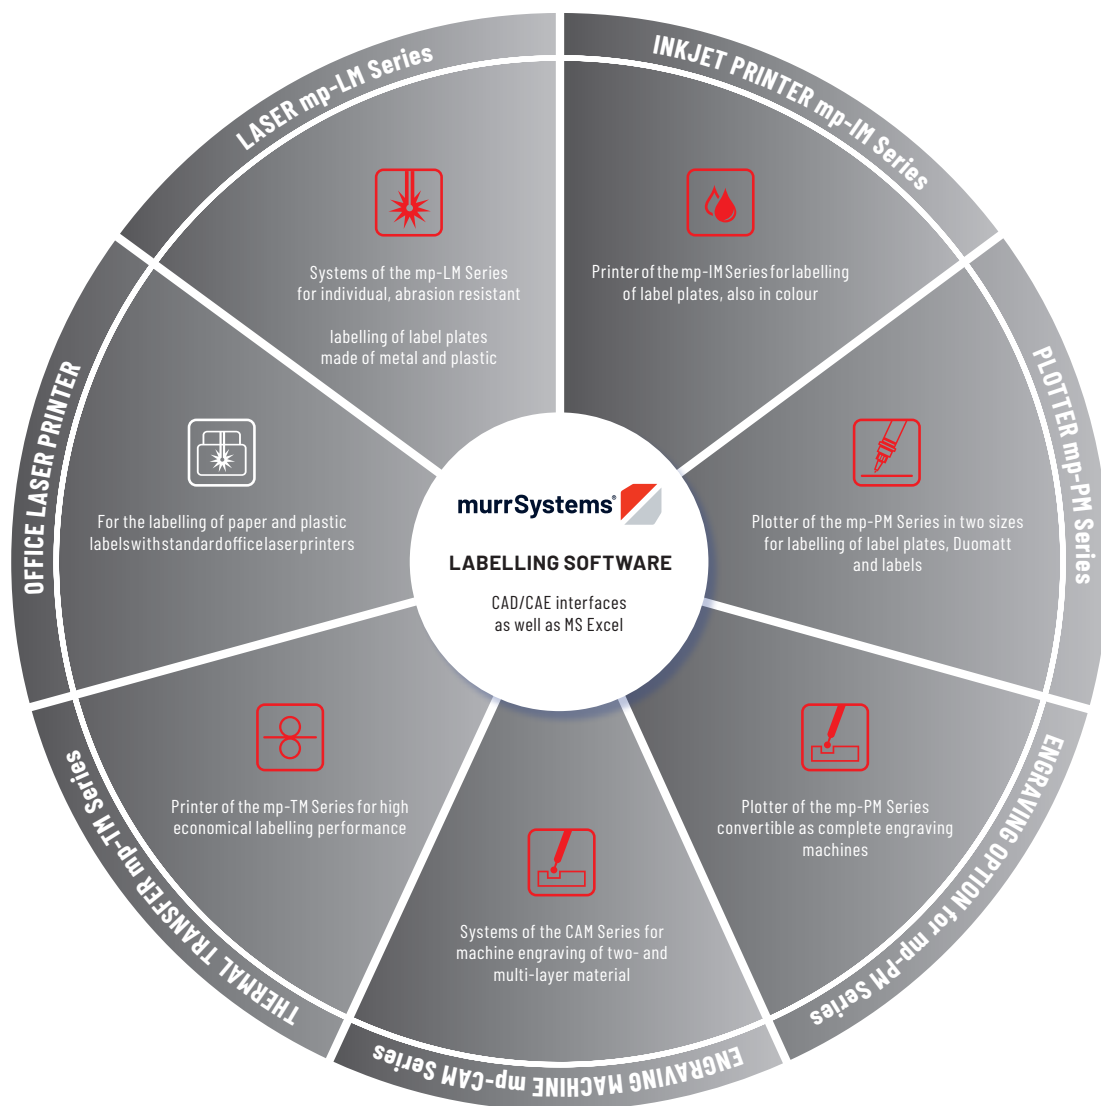 LASER mp-LM Series
Systems of the mp-LM Series
for individual, abrasion resistant
labelling of label plates
made of metal and plastic
INKJET PRINTER mp-IM Series
Printer of the mp-IM Series for labelling
of label plates, also in colour
PLOTTER mp-PM Series
Plotter of the mp-PM Series in two sizes
for labelling of label plates, Duomatt
and labels
ENGRAVING OPTION for mp-PM Series
Plotter of the mp-PM Series
convertible as complete engraving
machines
ENGRAVING MACHINE mp-CAM Series
Systems of the CAM Series for
machine engraving of two- and
multi-layer material
THERMAL TRANSFER mp-TM Series
Printer of the mp-TM Series for high
economical labelling performance
OFFICE LASER PRINTER
For the labelling of paper and plastic
labels with standard office laser printers
murrSystems®
LABELLING SOFTWARE
CAD/CAE interfaces
as well as MS Excel